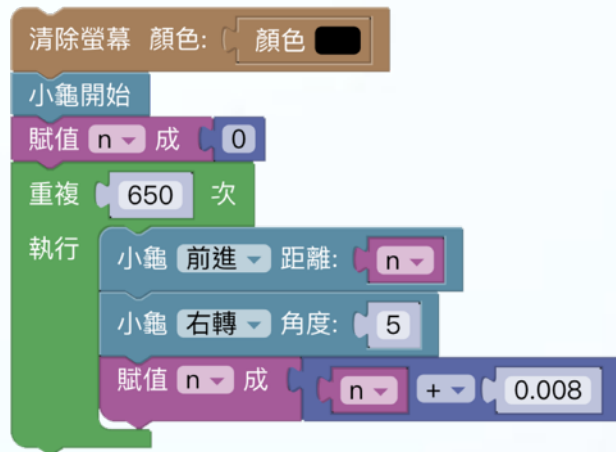 清除螢幕 顏色: 顏色
小龜開始
賦值 n 成 0
重複 650 次
執行
小龜 前進 距離: n
小龜 右轉 角度: 5
賦值 n 成 n + 0.008